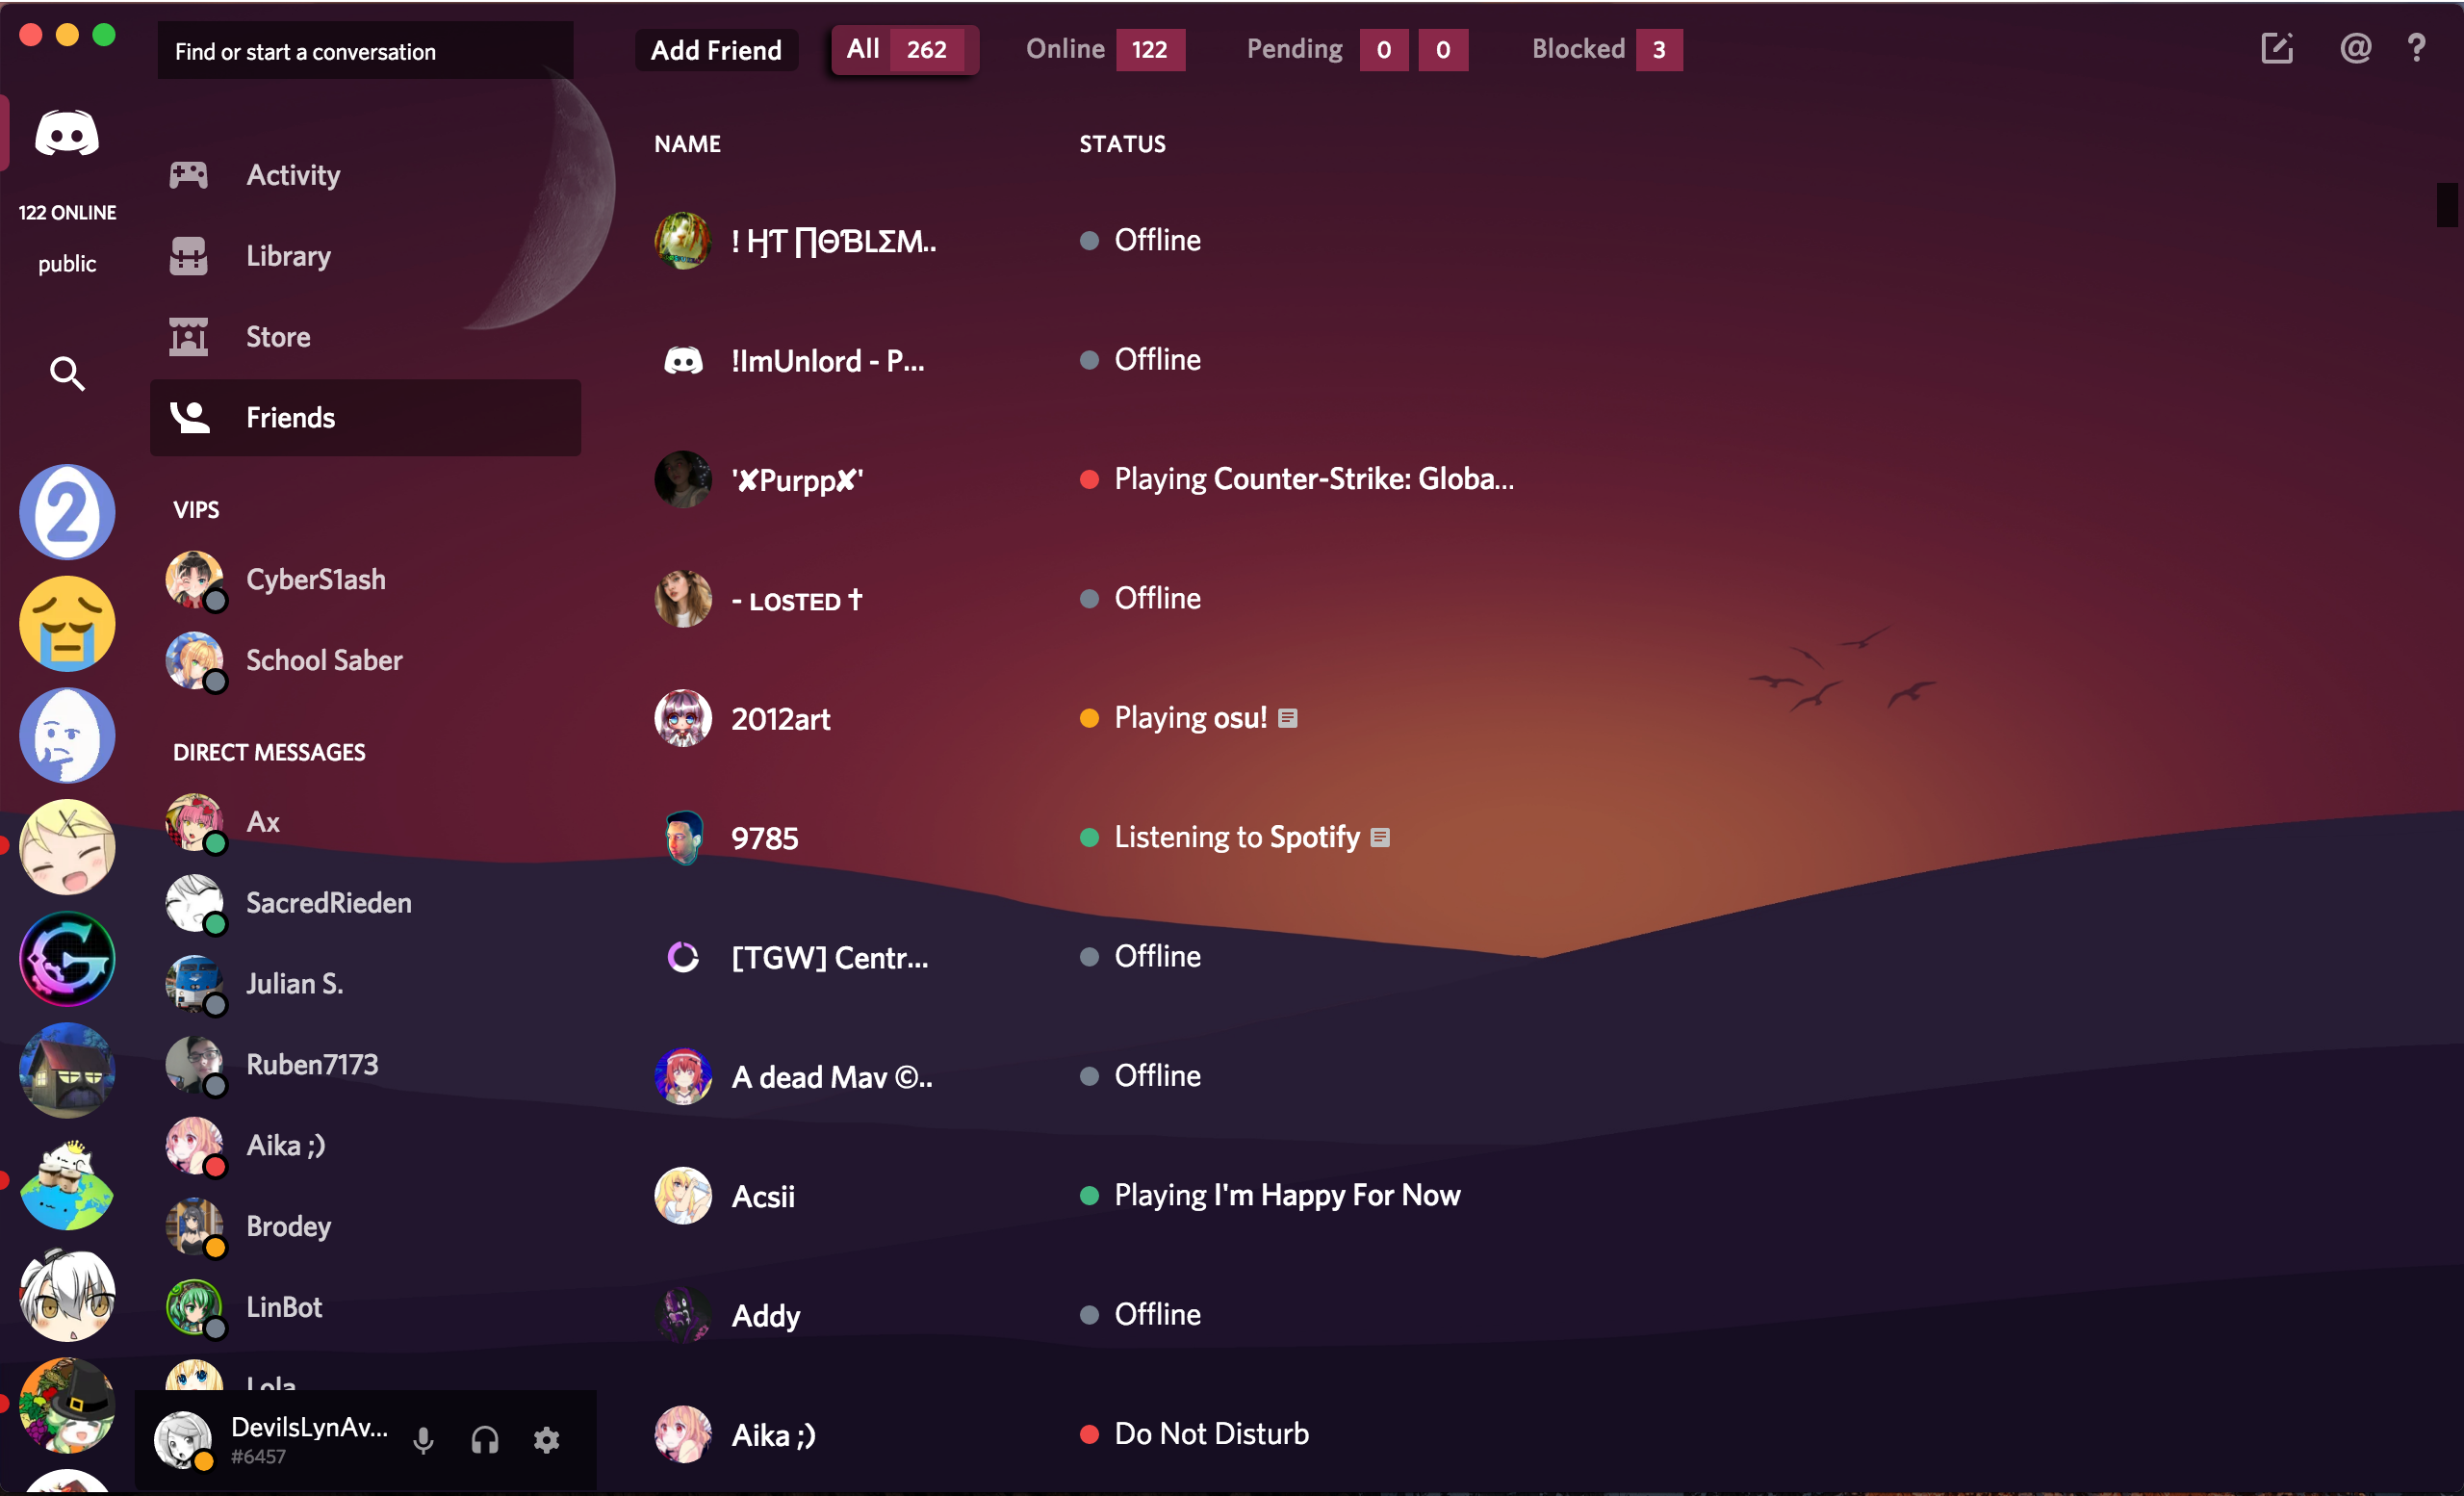 Find or start a conversation
Add Friend
All 262
Online 122
Pending 0 0
Blocked 3
@ ?
122 ONLINE
public
Activity
Library
Store
Friends
VIPS
CyberS1ash
School Saber
DIRECT MESSAGES
Ax
SacredRieden
Julian S.
Ruben7173
Aika ;)
Brodey
LinBot
Lola
DevilsLynAv...
#6457
2
NAME STATUS
Offline
!ImUnlord - P... Offline
'✘Purpp✘' Playing Counter-Strike: Globa...
- ʟᴏsᴛᴇᴅ † Offline
2012art Playing osu!
9785 Listening to Spotify
[TGW] Centr... Offline
A dead Mav ©.. Offline
Acsii Playing I'm Happy For Now
Addy Offline
Aika ;) Do Not Disturb